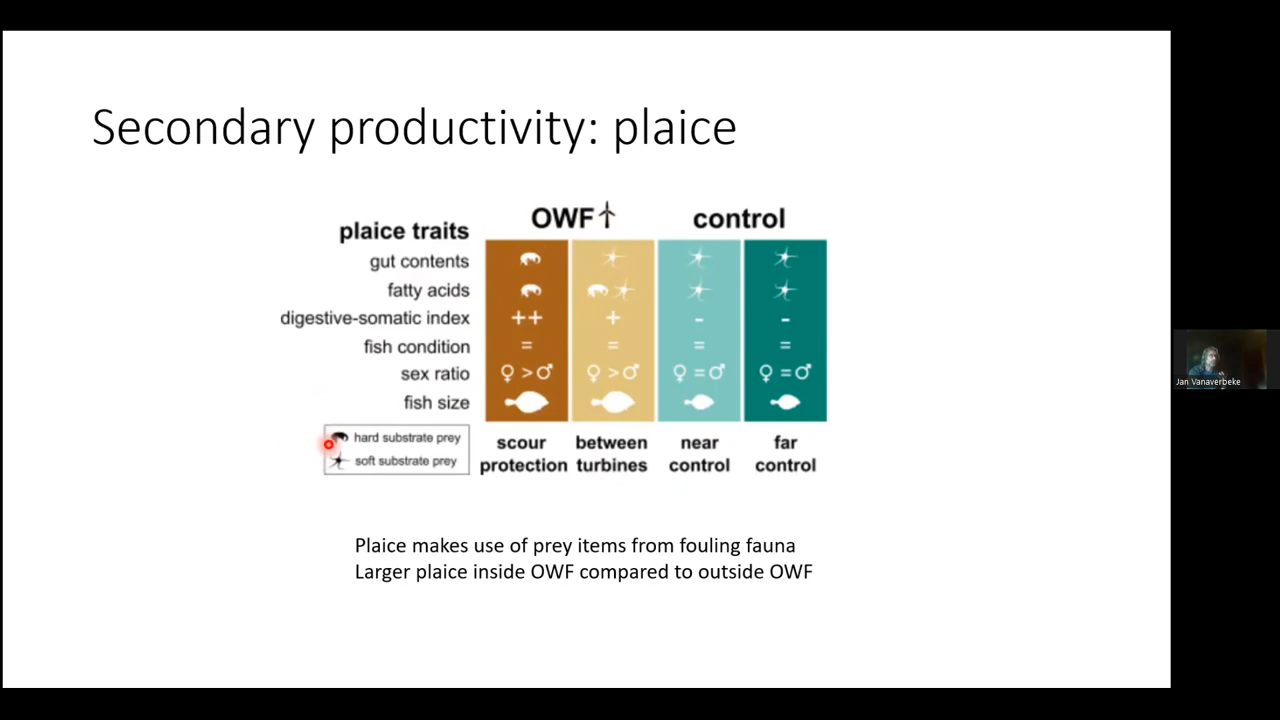 Secondary productivity: plaice
OWF control
plaice traits
gut contents
fatty acids
digestive-somatic index ++ + - -
fish condition = = = =
sex ratio ♀ > ♂ ♀ > ♂ ♀ = ♂ ♀ = ♂
fish size
hard substrate prey
soft substrate prey
scour protection
between turbines
near control
far control
Plaice makes use of prey items from fouling fauna
Larger plaice inside OWF compared to outside OWF
Jan Vanaverbeke